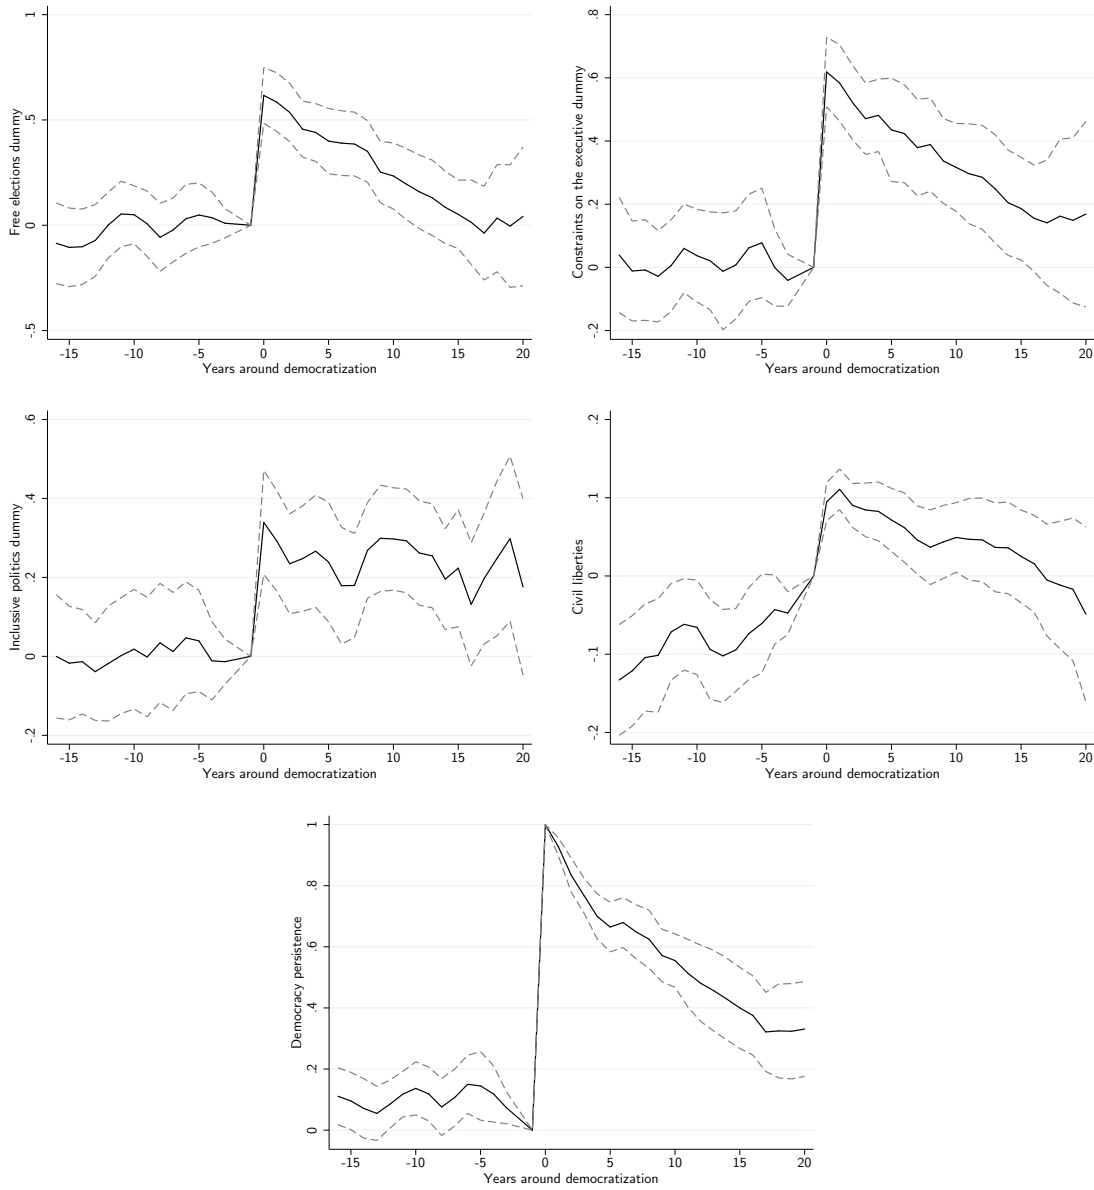 1
.5
0
-.5
Free elections dummy
-15 -10 -5 0 5 10 15 20
Years around democratization
.8
.6
.4
.2
0
-.2
Constraints on the executive dummy
-15 -10 -5 0 5 10 15 20
Years around democratization
.6
.4
.2
0
-.2
Inclussive politics dummy
-15 -10 -5 0 5 10 15 20
Years around democratization
.2
.1
0
-.1
-.2
Civil liberties
-15 -10 -5 0 5 10 15 20
Years around democratization
1
.8
.6
.4
.2
0
Democracy persistence
-15 -10 -5 0 5 10 15 20
Years around democratization